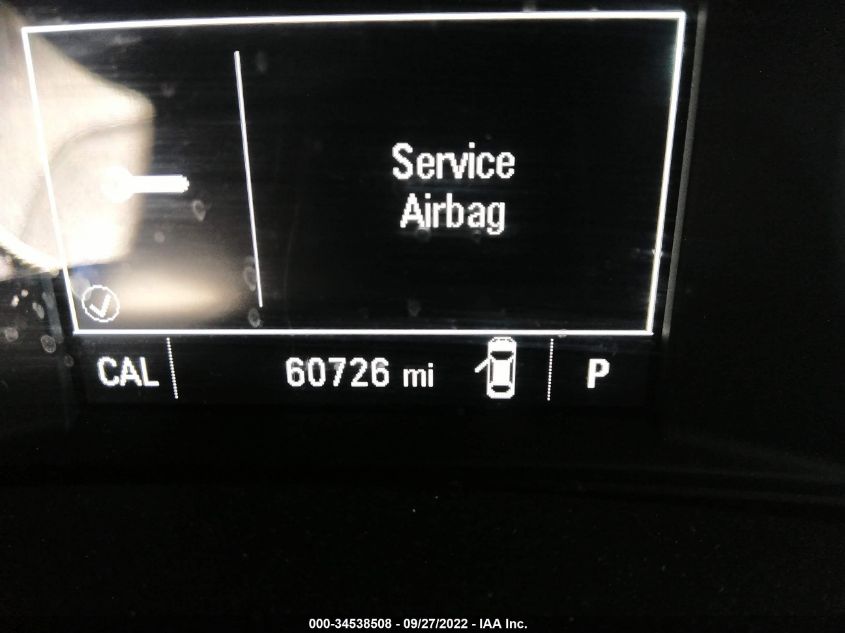 Service
Airbag
CAL 60726 mi P
000-34538508 - 09/27/2022 - IAA Inc.